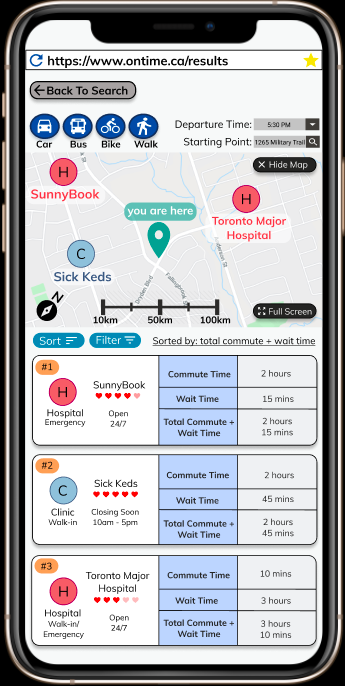 https://www.ontime.ca/results
Back To Search
Car Bus Bike Walk
Departure Time: 5:30 PM
Starting Point: 1265 Military Trail
H
SunnyBook
Hide Map
H
Toronto Major
Hospital
you are here
C
Sick Keds
N
10km 50km 100km
Full Screen
Sort Filter Sorted by: total commute + wait time
#1
H
Hospital
Emergency
SunnyBook
Open
24/7
Commute Time 2 hours
Wait Time 15 mins
Total Commute + Wait Time 2 hours 15 mins
#2
C
Clinic
Walk-in
Sick Keds
Closing Soon
10am - 5pm
Commute Time 2 hours
Wait Time 45 mins
Total Commute + Wait Time 2 hours 45 mins
#3
H
Hospital
Walk-in/
Emergency
Toronto Major
Hospital
Open
24/7
Commute Time 10 mins
Wait Time 3 hours
Total Commute + Wait Time 3 hours 10 mins